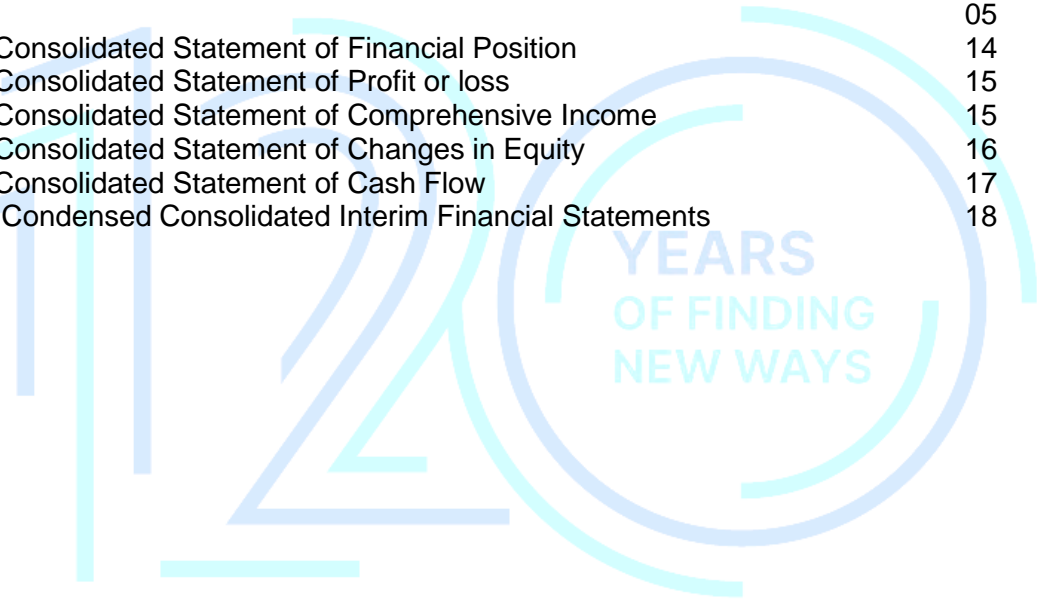 05
Consolidated Statement of Financial Position 14
Consolidated Statement of Profit or loss 15
Consolidated Statement of Comprehensive Income 15
Consolidated Statement of Changes in Equity 16
Consolidated Statement of Cash Flow 17
Condensed Consolidated Interim Financial Statements 18
120
YEARS
OF FINDING
NEW WAYS